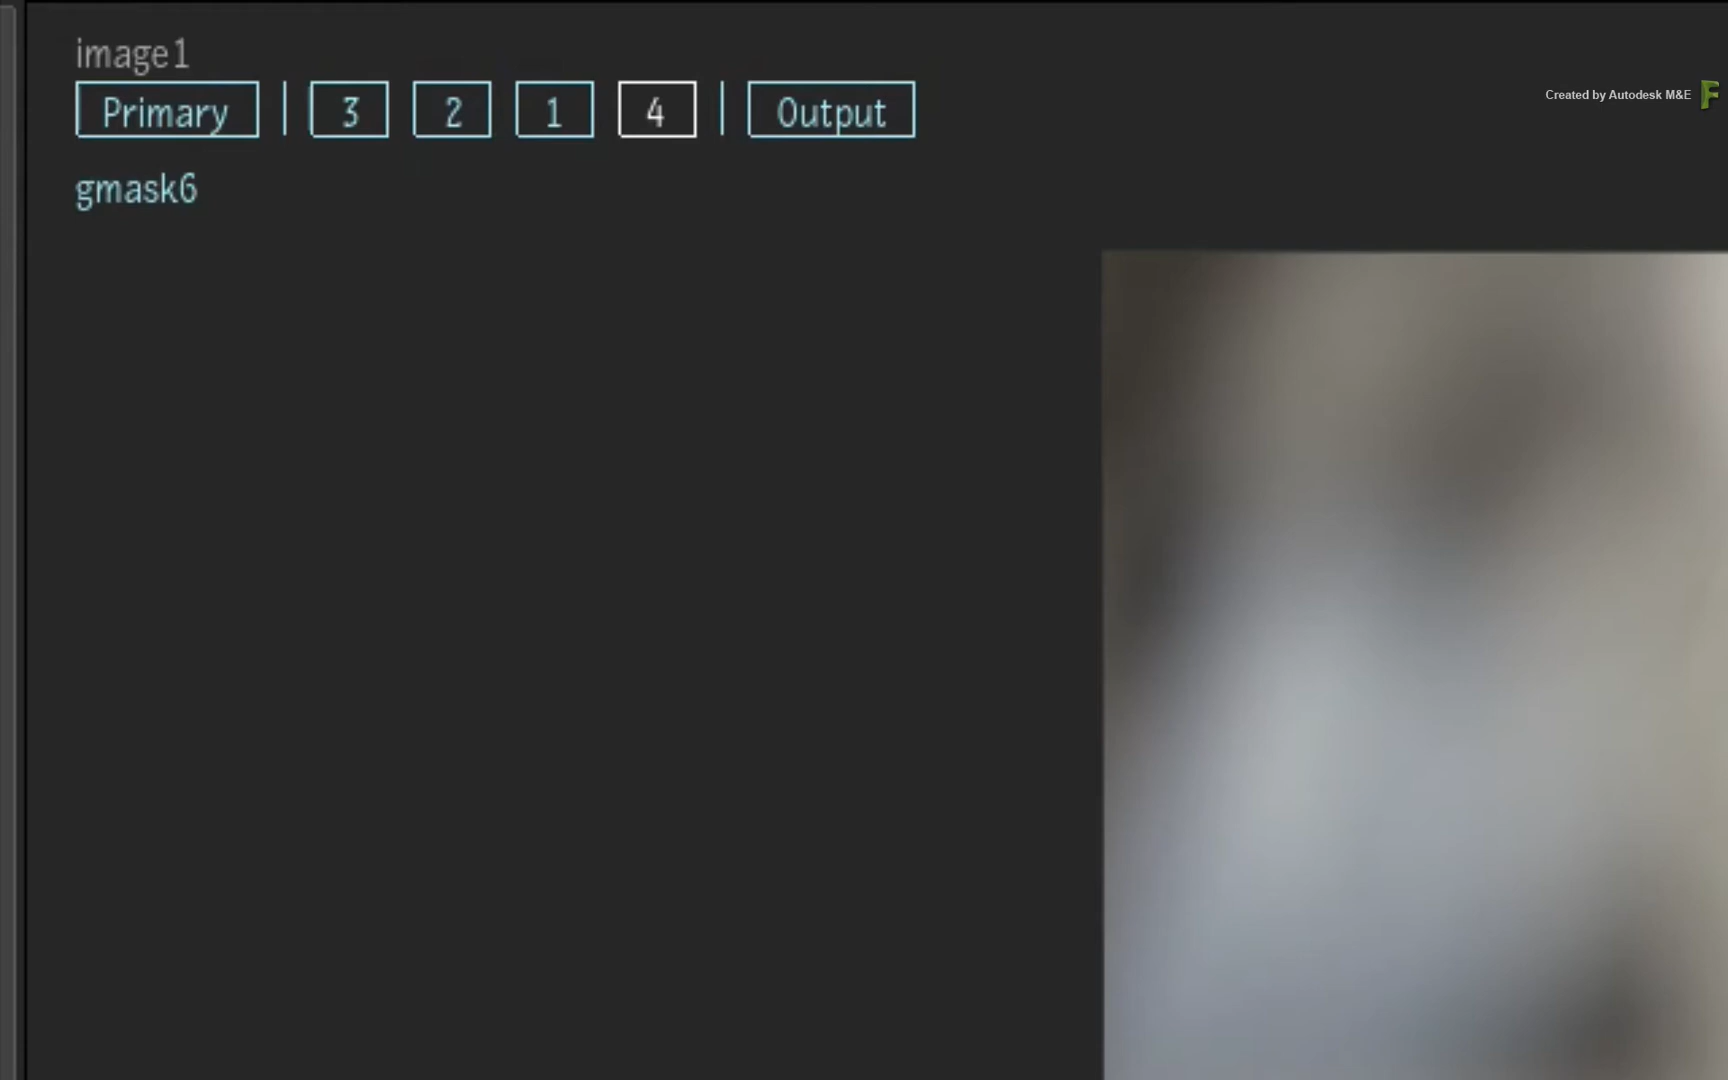 image1
Primary | 3 2 1 4 | Output
gmask6
Created by Autodesk M&E